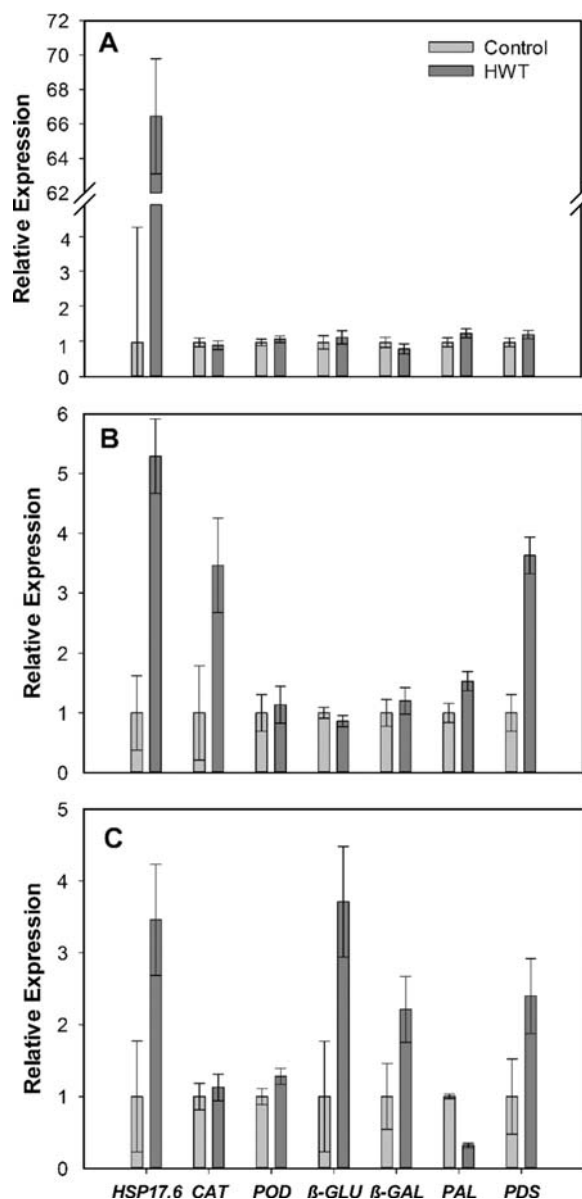 A
Control
HWT
Relative Expression
72
70
68
66
64
62
4
3
2
1
0
B
Relative Expression
6
5
4
3
2
1
0
C
Relative Expression
5
4
3
2
1
0
HSP17.6 CAT POD ß-GLU ß-GAL PAL PDS